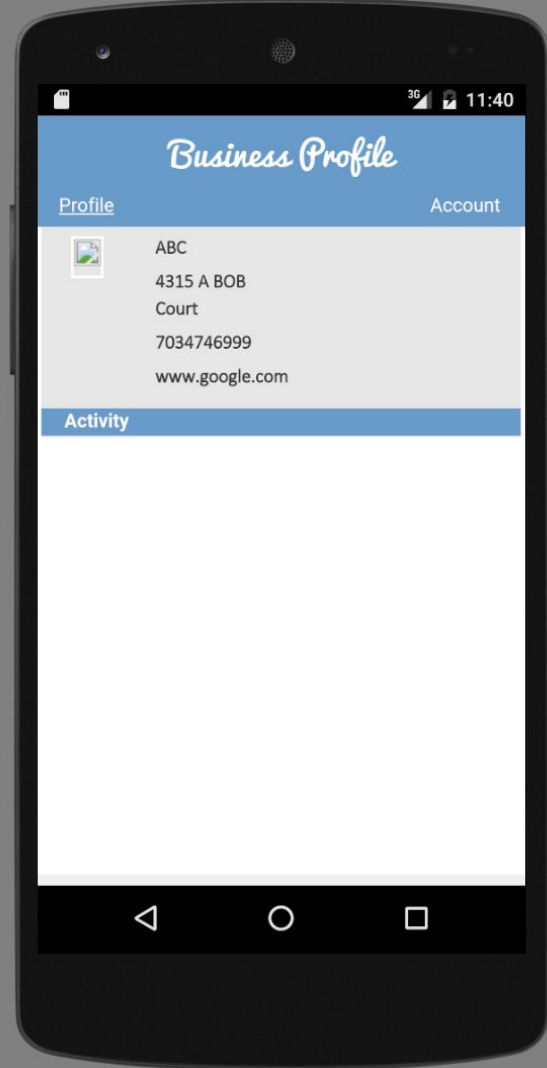 3G 11:40
Business Profile
Profile Account
ABC
4315 A BOB
Court
7034746999
www.google.com
Activity